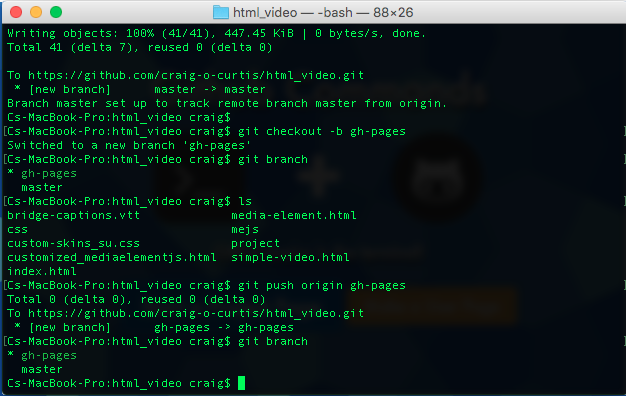 html_video — -bash — 88×26
Writing objects: 100% (41/41), 447.45 KiB | 0 bytes/s, done.
Total 41 (delta 7), reused 0 (delta 0)
To https://github.com/craig-o-curtis/html_video.git
 * [new branch]      master -> master
Branch master set up to track remote branch master from origin.
Cs-MacBook-Pro:html_video craig$
[Cs-MacBook-Pro:html_video craig$ git checkout -b gh-pages ]
Switched to a new branch 'gh-pages'
[Cs-MacBook-Pro:html_video craig$ git branch ]
* gh-pages
  master
[Cs-MacBook-Pro:html_video craig$ ls ]
bridge-captions.vtt             media-element.html
css                             mejs
custom-skins_su.css             project
customized_mediaelementjs.html  simple-video.html
index.html
[Cs-MacBook-Pro:html_video craig$ git push origin gh-pages ]
Total 0 (delta 0), reused 0 (delta 0)
To https://github.com/craig-o-curtis/html_video.git
 * [new branch]      gh-pages -> gh-pages
[Cs-MacBook-Pro:html_video craig$ git branch ]
* gh-pages
  master
Cs-MacBook-Pro:html_video craig$